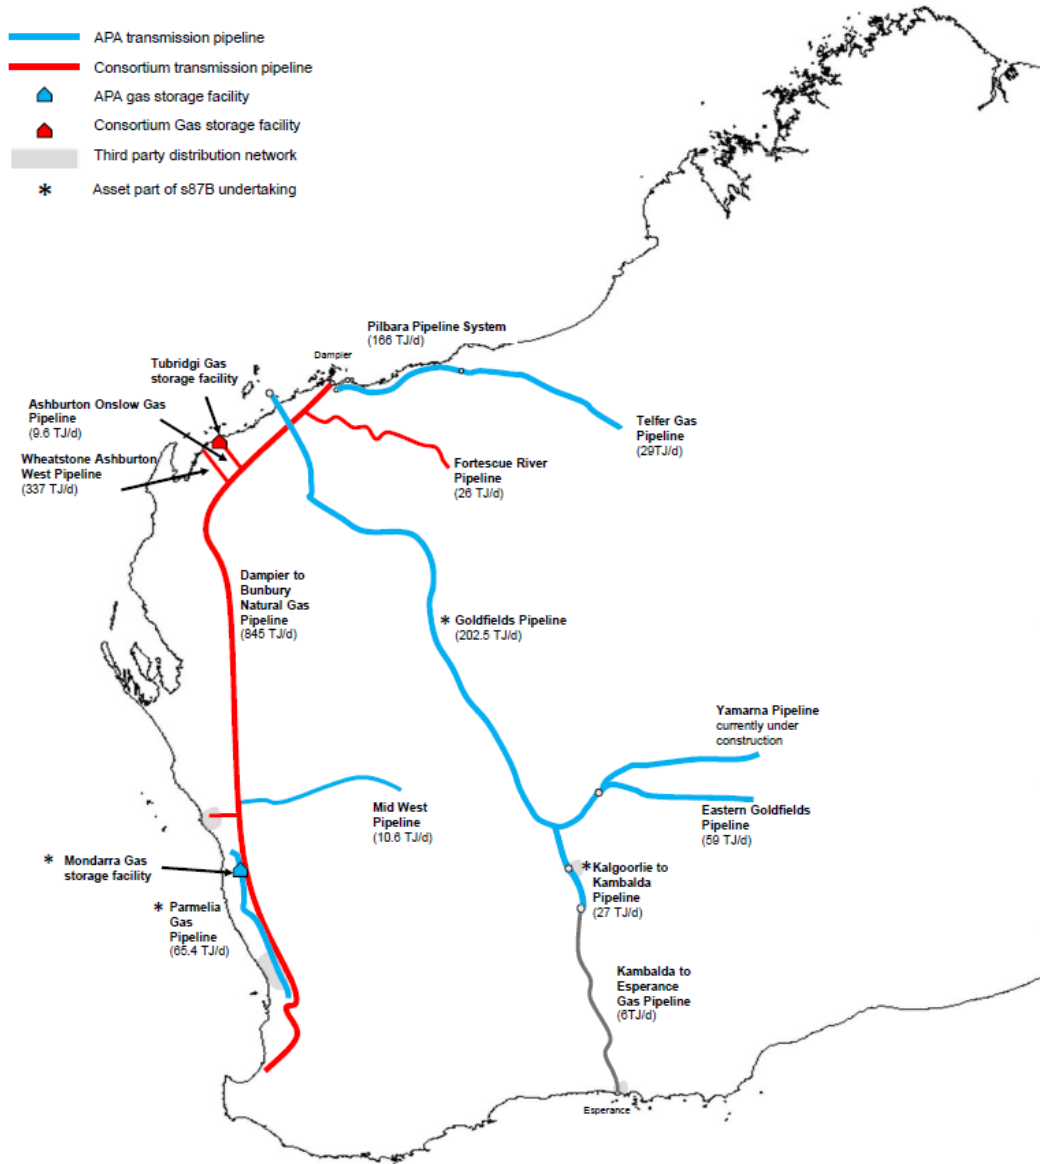 APA transmission pipeline
Consortium transmission pipeline
APA gas storage facility
Consortium Gas storage facility
Third party distribution network
* Asset part of s87B undertaking
Pilbara Pipeline System
(166 TJ/d)
Dampier
Tubridgi Gas
storage facility
Ashburton Onslow Gas
Pipeline
(9.6 TJ/d)
Wheatstone Ashburton
West Pipeline
(337 TJ/d)
Telfer Gas
Pipeline
(29TJ/d)
Fortescue River
Pipeline
(26 TJ/d)
Dampier to
Bunbury
Natural Gas
Pipeline
(845 TJ/d)
* Goldfields Pipeline
(202.5 TJ/d)
Yamarna Pipeline
currently under
construction
Mid West
Pipeline
(10.6 TJ/d)
Eastern Goldfields
Pipeline
(59 TJ/d)
* Mondarra Gas
storage facility
* Kalgoorlie to
Kambalda
Pipeline
(27 TJ/d)
* Parmelia
Gas
Pipeline
(65.4 TJ/d)
Kambalda to
Esperance
Gas Pipeline
(6TJ/d)
Esperance